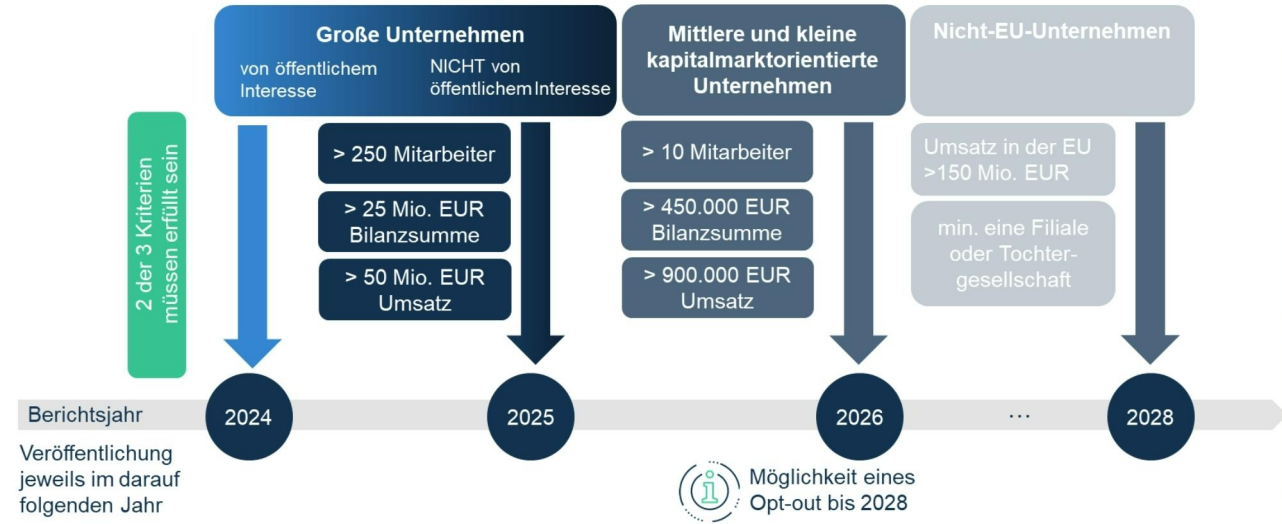 Große Unternehmen
von öffentlichem
Interesse
NICHT von
öffentlichem Interesse
Mittlere und kleine
kapitalmarktorientierte
Unternehmen
Nicht-EU-Unternehmen
2 der 3 Kriterien
müssen erfüllt sein
> 250 Mitarbeiter
> 25 Mio. EUR
Bilanzsumme
> 50 Mio. EUR
Umsatz
> 10 Mitarbeiter
> 450.000 EUR
Bilanzsumme
> 900.000 EUR
Umsatz
Umsatz in der EU
>150 Mio. EUR
min. eine Filiale
oder Tochter-
gesellschaft
Berichtsjahr
2024
2025
2026
...
2028
Veröffentlichung
jeweils im darauf
folgenden Jahr
i
Möglichkeit eines
Opt-out bis 2028